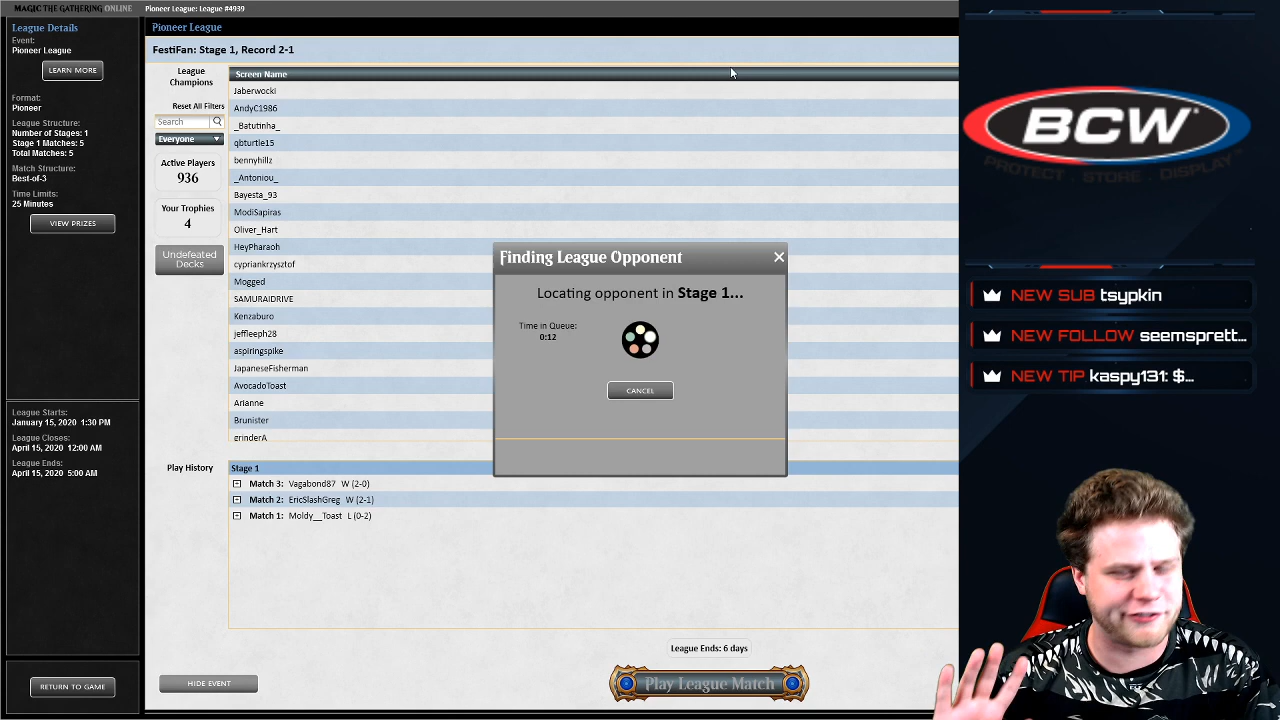 MAGIC THE GATHERING ONLINE
Pioneer League: League #4939
League Details
Event:
Pioneer League
LEARN MORE
Format:
Pioneer
League Structure:
Number of Stages: 1
Stage 1 Matches: 5
Total Matches: 5
Match Structure:
Best-of-3
Time Limits:
25 Minutes
VIEW PRIZES
League Starts:
January 15, 2020 1:30 PM
League Closes:
April 15, 2020 12:00 AM
League Ends:
April 15, 2020 5:00 AM
RETURN TO GAME
Pioneer League
FestiFan: Stage 1, Record 2-1
League Champions
Reset All Filters
Search
Everyone
Active Players
936
Your Trophies
4
Undefeated Decks
Screen Name
Jaberwocki
AndyC1986
_Batutinha_
qbturtle15
bennyhillz
_Antoniou_
Bayesta_93
ModiSapiras
Oliver_Hart
HeyPharaoh
cypriankrzysztof
Mogged
SAMURAIDRIVE
Kenzaburo
jeffleeph28
aspiringspike
JapaneseFisherman
AvocadoToast
Arianne
Brunister
grinderA
Finding League Opponent
Locating opponent in Stage 1...
Time in Queue:
0:12
CANCEL
Play History
Stage 1
Match 3: Vagabond87 W (2-0)
Match 2: EricSlashGreg W (2-1)
Match 1: Moldy__Toast L (0-2)
League Ends: 6 days
HIDE EVENT
Play League Match
BCW
PROTECT . STORE . DISPLAY
NEW SUB tsypkin
NEW FOLLOW seemsprett...
NEW TIP kaspy131: $...